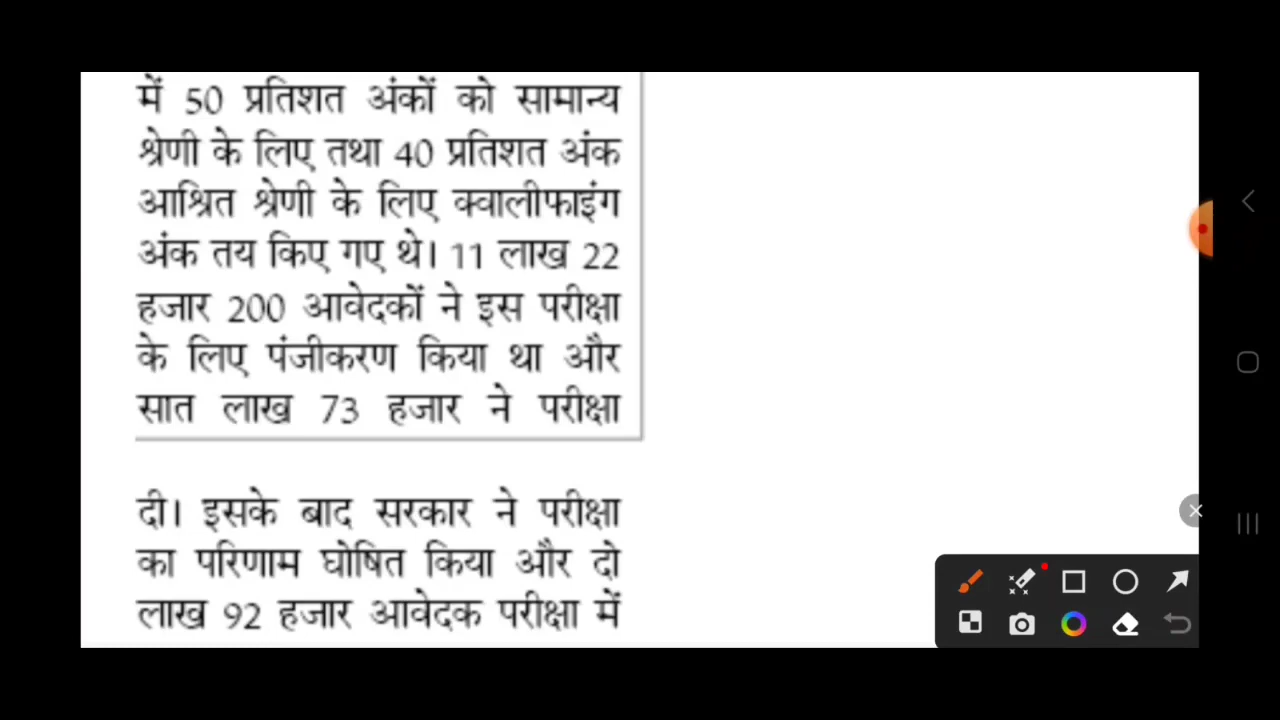 में 50 प्रतिशत अंकों को सामान्य
श्रेणी के लिए तथा 40 प्रतिशत अंक
आश्रित श्रेणी के लिए क्वालीफाइंग
अंक तय किए गए थे। 11 लाख 22
हजार 200 आवेदकों ने इस परीक्षा
के लिए पंजीकरण किया था और
सात लाख 73 हजार ने परीक्षा
दी। इसके बाद सरकार ने परीक्षा
का परिणाम घोषित किया और दो
लाख 92 हजार आवेदक परीक्षा में